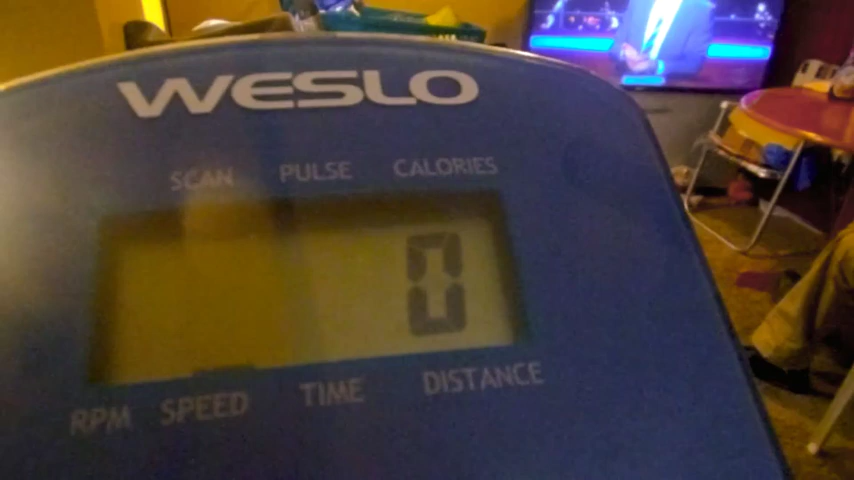 WESLO
SCAN PULSE CALORIES
0
RPM SPEED TIME DISTANCE